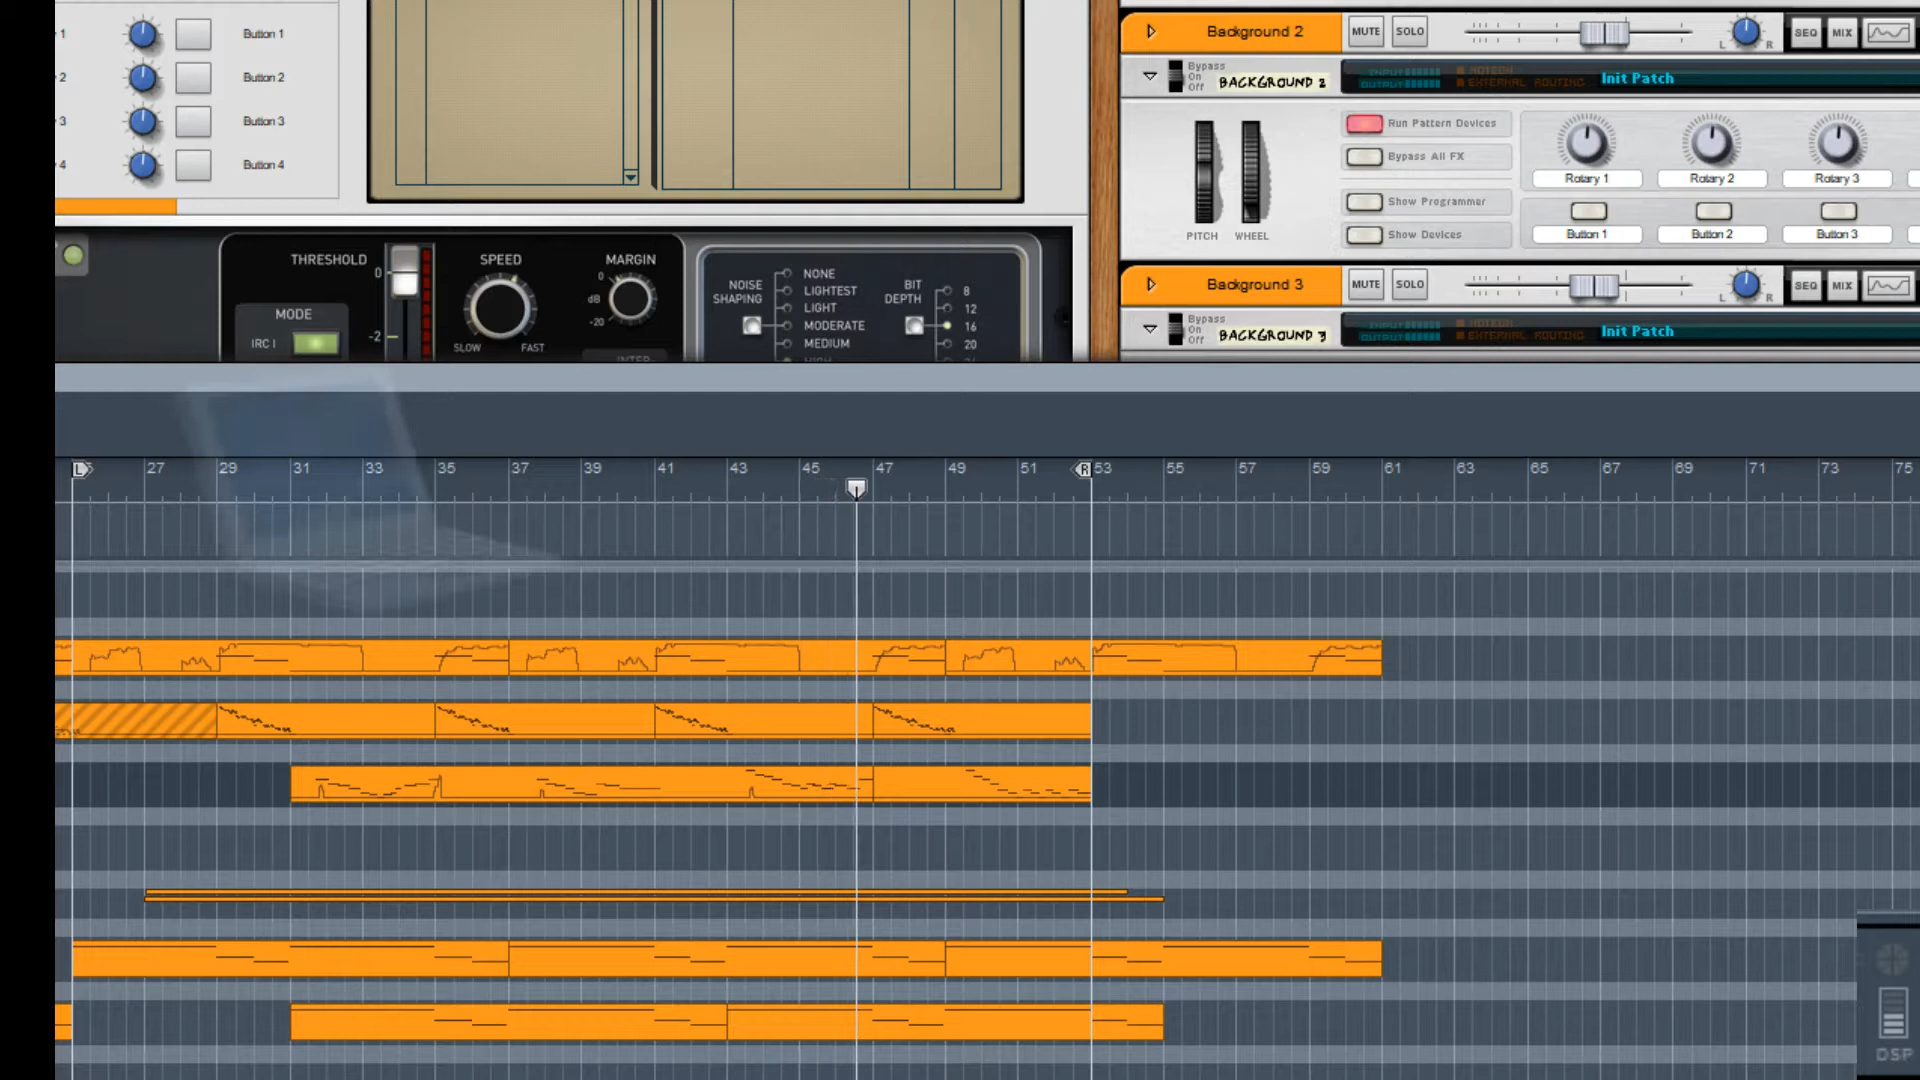 1 Button 1
2 Button 2
3 Button 3
4 Button 4
Background 2 MUTE SOLO L R SEQ MIX
Bypass
On
Off
BACKGROUND 2
Init Patch
Run Pattern Devices
Bypass All FX
Show Programmer
Show Devices
PITCH WHEEL
Rotary 1 Rotary 2 Rotary 3
Button 1 Button 2 Button 3
Background 3 MUTE SOLO L R SEQ MIX
Bypass
On
Off
BACKGROUND 3
Init Patch
THRESHOLD
0
-2
MODE
IRC I
SPEED
SLOW FAST
MARGIN
0
dB
-20
NOISE
SHAPING
NONE
LIGHTEST
LIGHT
MODERATE
MEDIUM
BIT
DEPTH
8
12
16
20
L 27 29 31 33 35 37 39 41 43 45 47 49 51 R 53 55 57 59 61 63 65 67 69 71 73 75
DSP